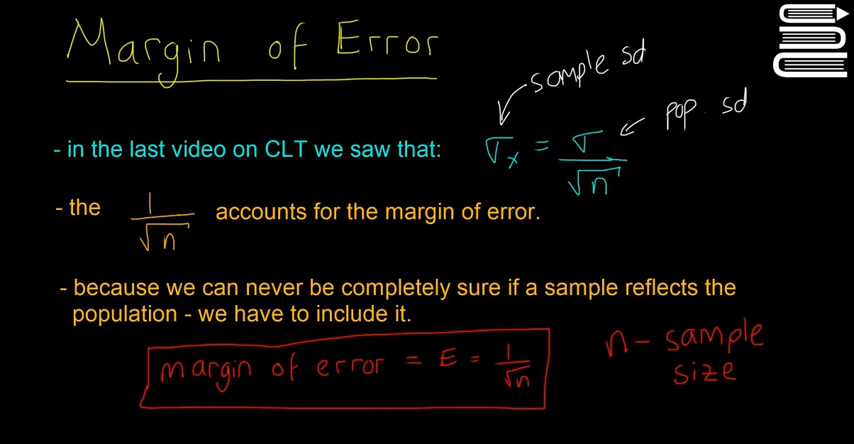 Margin of Error
sample sd
pop. sd
- in the last video on CLT we saw that: σx = σ/√n
- the 1/√n accounts for the margin of error.
- because we can never be completely sure if a sample reflects the
population - we have to include it.
margin of error = E = 1/√n
n - sample
size